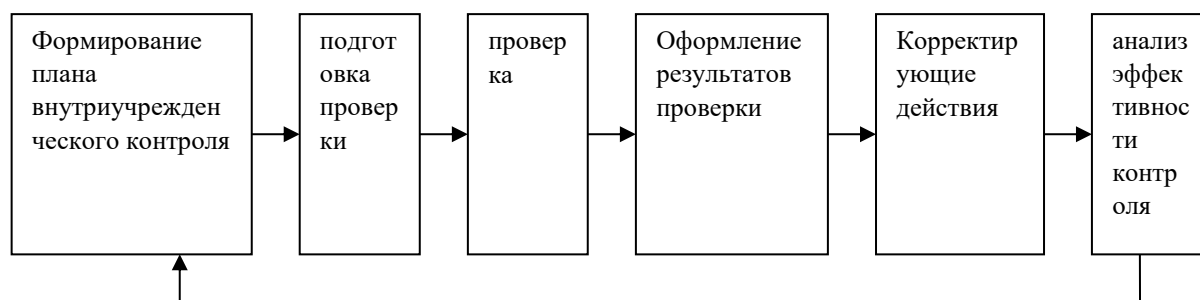 Формирование
плана
внутриучрежден
ческого контроля
подгот
овка
провер
ки
провер
ка
Оформление
результатов
проверки
Корректир
ующие
действия
анализ
эффек
тивнос
ти
контр
оля